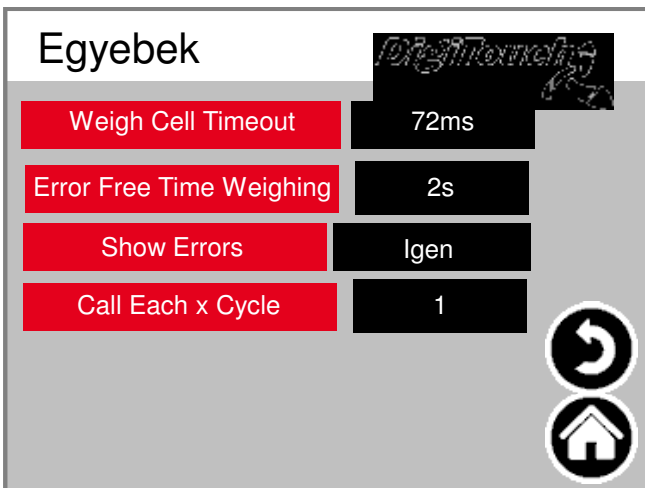 Egyebek
DigiTouch
Weigh Cell Timeout
72ms
Error Free Time Weighing
2s
Show Errors
Igen
Call Each x Cycle
1